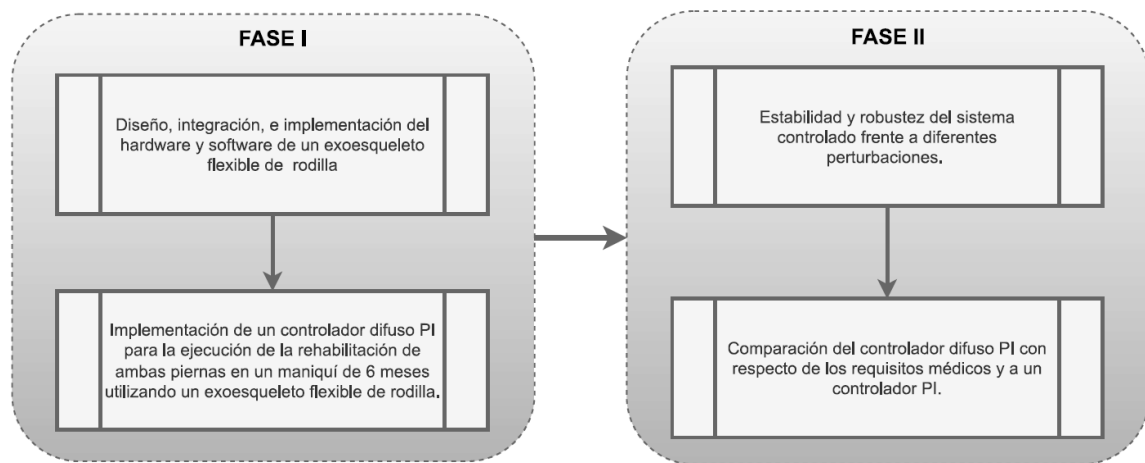 FASE I
Diseño, integración, e implementación del
hardware y software de un exoesqueleto
flexible de rodilla
Implementación de un controlador difuso PI
para la ejecución de la rehabilitación de
ambas piernas en un maniquí de 6 meses
utilizando un exoesqueleto flexible de rodilla.
FASE II
Estabilidad y robustez del sistema
controlado frente a diferentes
perturbaciones.
Comparación del controlador difuso PI con
respecto de los requisitos médicos y a un
controlador PI.